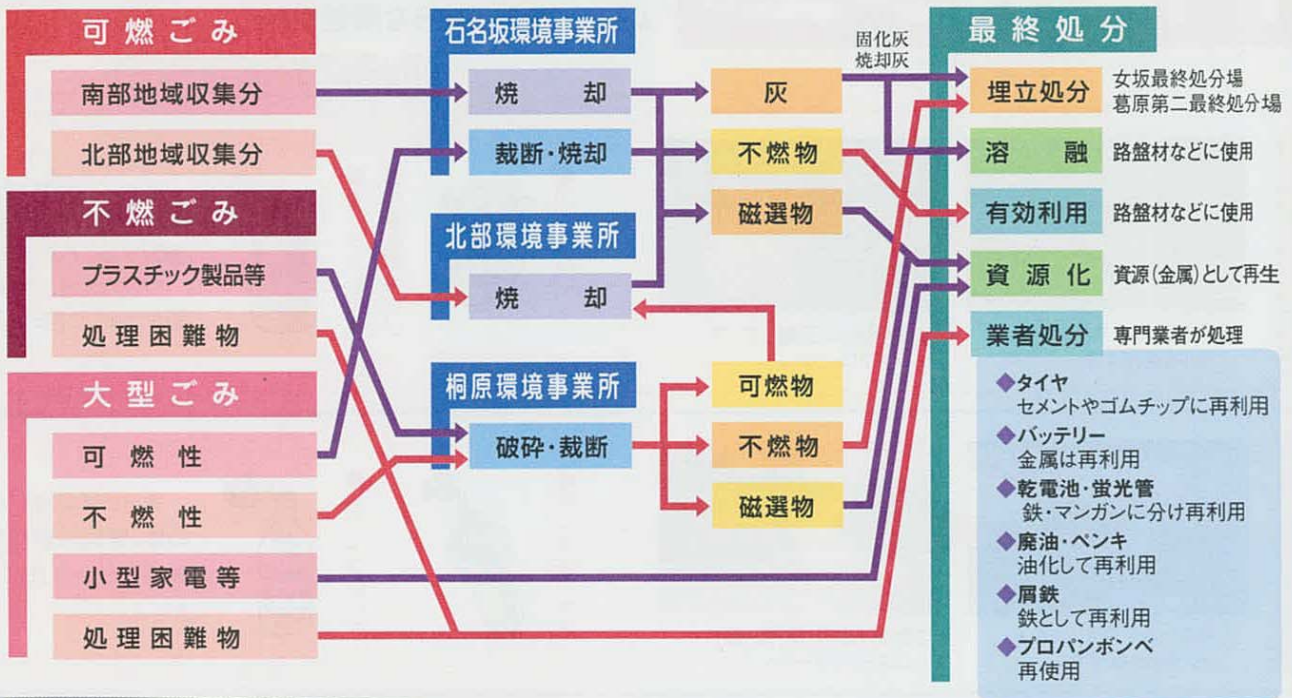 可燃ごみ
南部地域収集分
北部地域収集分
不燃ごみ
プラスチック製品等
処理困難物
大型ごみ
可燃性
不燃性
小型家電等
処理困難物
石名坂環境事業所
焼却
裁断・焼却
北部環境事業所
焼却
桐原環境事業所
破砕・裁断
灰
不燃物
磁選物
可燃物
不燃物
磁選物
固化灰
焼却灰
最終処分
埋立処分
女坂最終処分場
葛原第二最終処分場
溶融
路盤材などに使用
有効利用
路盤材などに使用
資源化
資源(金属)として再生
業者処分
専門業者が処理
◆タイヤ
セメントやゴムチップに再利用
◆バッテリー
金属は再利用
◆乾電池・蛍光管
鉄・マンガンに分け再利用
◆廃油・ペンキ
油化して再利用
◆屑鉄
鉄として再利用
◆プロパンボンベ
再使用